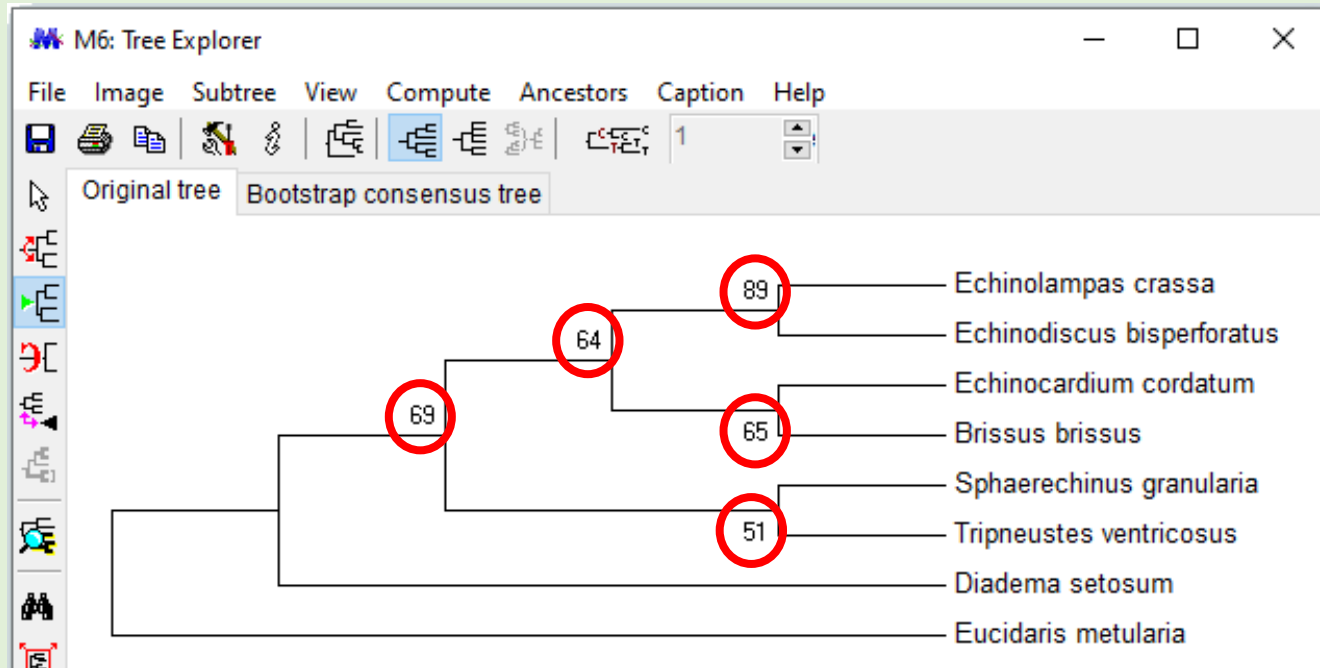 M6: Tree Explorer
File Image Subtree View Compute Ancestors Caption Help
1
Original tree Bootstrap consensus tree
89
Echinolampas crassa
64
Echinodiscus bisperforatus
Echinocardium cordatum
69
65
Brissus brissus
Sphaerechinus granularia
51
Tripneustes ventricosus
Diadema setosum
Eucidaris metularia